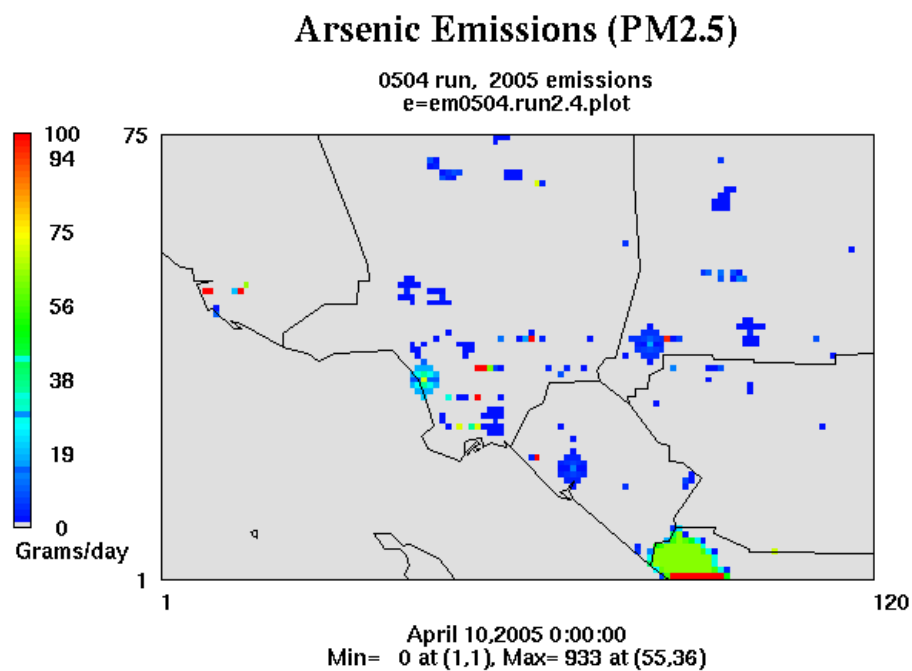 Arsenic Emissions (PM2.5)
0504 run, 2005 emissions
e=em0504.run2.4.plot
100
94
75
56
38
19
0
Grams/day
75
1
1
120
April 10,2005 0:00:00
Min= 0 at (1,1), Max= 933 at (55,36)